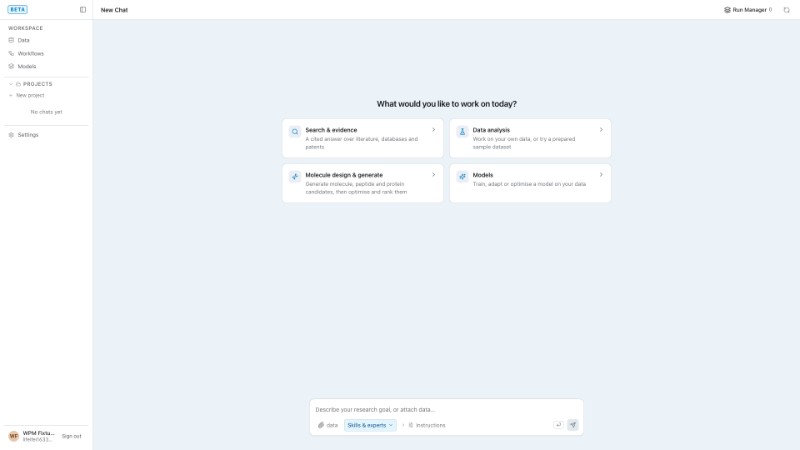 BETA
New Chat
Run Manager 0
WORKSPACE
Data
Workflows
Models
PROJECTS
+ New project
No chats yet
Settings
What would you like to work on today?
Search & evidence
A cited answer over literature, databases and
patents
Data analysis
Work on your own data, or try a prepared
sample dataset
Molecule design & generate
Generate molecule, peptide and protein
candidates, then optimise and rank them
Models
Train, adapt or optimise a model on your data
Describe your research goal, or attach data...
data
Skills & experts
Instructions
WF
WPM Fixtu...
Sign out